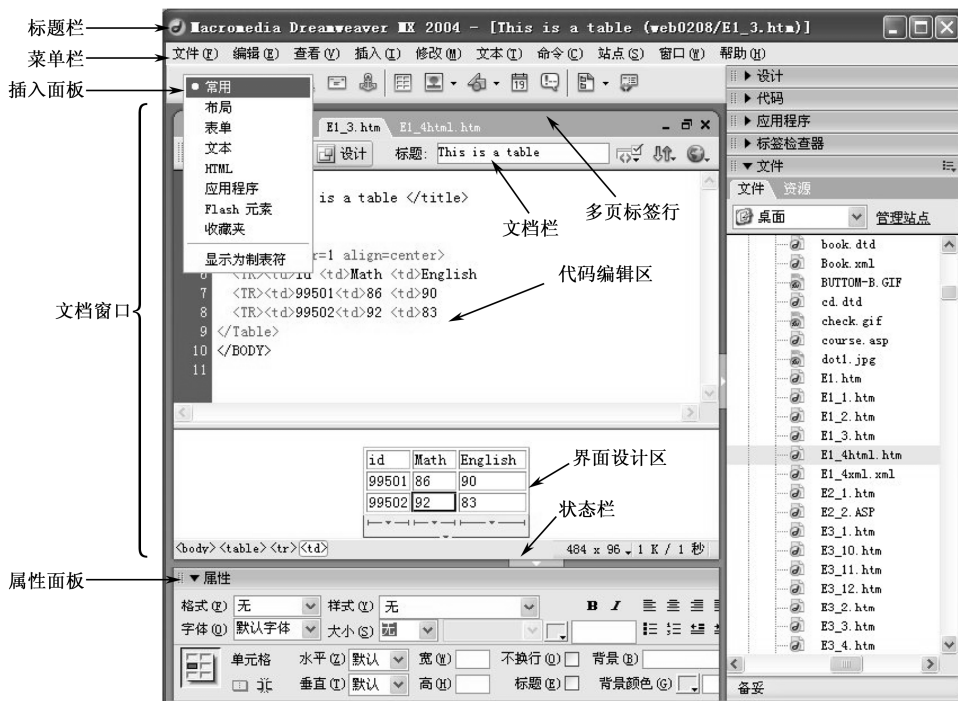 标题栏
Macromedia Dreamweaver MX 2004 - [This is a table (web0208/E1_3.htm)]
菜单栏
文件(F) 编辑(E) 查看(V) 插入(I) 修改(M) 文本(T) 命令(C) 站点(S) 窗口(W) 帮助(H)
插入面板
常用
布局
表单
文本
HTML
应用程序
Flash 元素
收藏夹
显示为制表符
19
E1_3.htm E1_4html.htm
设计 标题: This is a table
多页标签行
文档栏
is a table </title>
r=1 align=center>
6 <TR><td>id <td>Math <td>English
7 <TR><td>99501<td>86 <td>90
8 <TR><td>99502<td>92 <td>83
9 </Table>
10 </BODY>
11
代码编辑区
文档窗口
id Math English
99501 86 90
99502 92 83
界面设计区
状态栏
<body> <table> <tr> <td>
484 x 96 1 K / 1 秒
属性面板
属性
格式(F) 无 样式(Y) 无 B I
字体(O) 默认字体 大小(S) 无
单元格 水平(Z) 默认 宽(W) 不换行(O) 背景(B)
垂直(T) 默认 高(H) 标题(E) 背景颜色(G)
设计
代码
应用程序
标签检查器
文件
文件 资源
桌面 管理站点
book.dtd
Book.xml
BUTTOM-B.GIF
cd.dtd
check.gif
course.asp
dot1.jpg
E1.htm
E1_1.htm
E1_2.htm
E1_3.htm
E1_4html.htm
E1_4xml.xml
E2_1.htm
E2_2.ASP
E3_1.htm
E3_10.htm
E3_11.htm
E3_12.htm
E3_2.htm
E3_3.htm
E3_4.htm
备妥